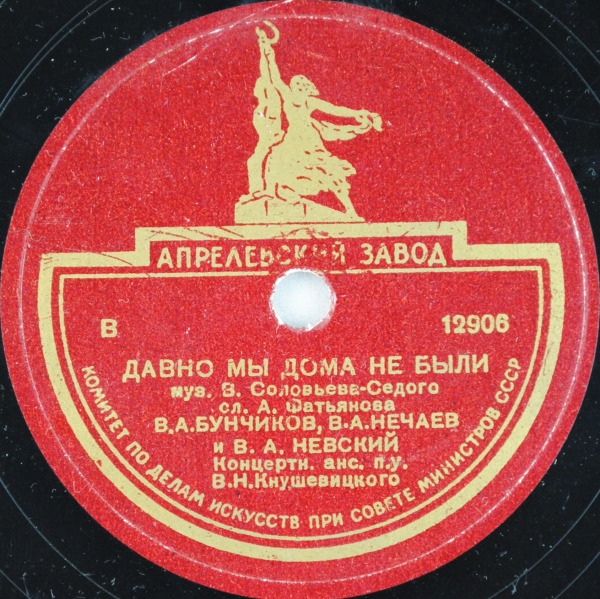 АПРЕЛЕВСКИЙ ЗАВОД
В 12906
ДАВНО МЫ ДОМА НЕ БЫЛИ
муз. В. Соловьева-Седого
сл. А. Фатьянова
В.А.БУНЧИКОВ, В.А.НЕЧАЕВ
и В. А. НЕВСКИЙ
Концертн. анс. п.у.
В.Н.Кнушевицкого
КОМИТЕТ ПО ДЕЛАМ ИСКУССТВ ПРИ СОВЕТЕ МИНИСТРОВ СССР